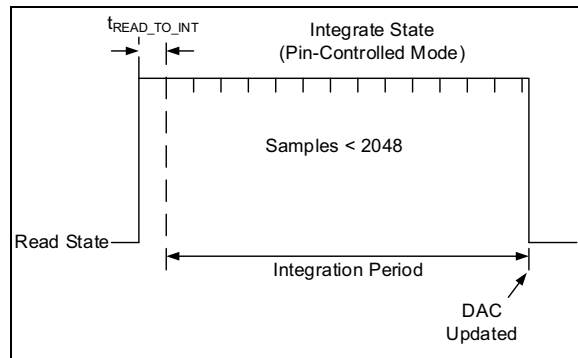 tREAD_TO_INT
Integrate State
(Pin-Controlled Mode)
Samples < 2048
Read State
Integration Period
DAC
Updated